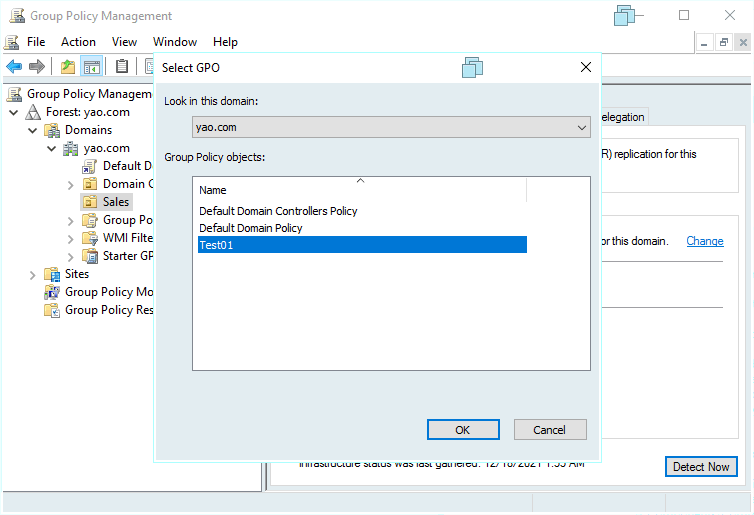 Group Policy Management
File Action View Window Help
Select GPO
Look in this domain:
yao.com
Group Policy objects:
Name
Default Domain Controllers Policy
Default Domain Policy
Test01
OK Cancel
Group Policy Manageme
Forest: yao.com
Domains
yao.com
Default D
Domain C
Sales
Group Po
WMI Filte
Starter GP
Sites
Group Policy Mo
Group Policy Res
elegation
R) replication for this
for this domain. Change
Infrastructure status was last gathered: 12/18/2021 1:55 AM
Detect Now